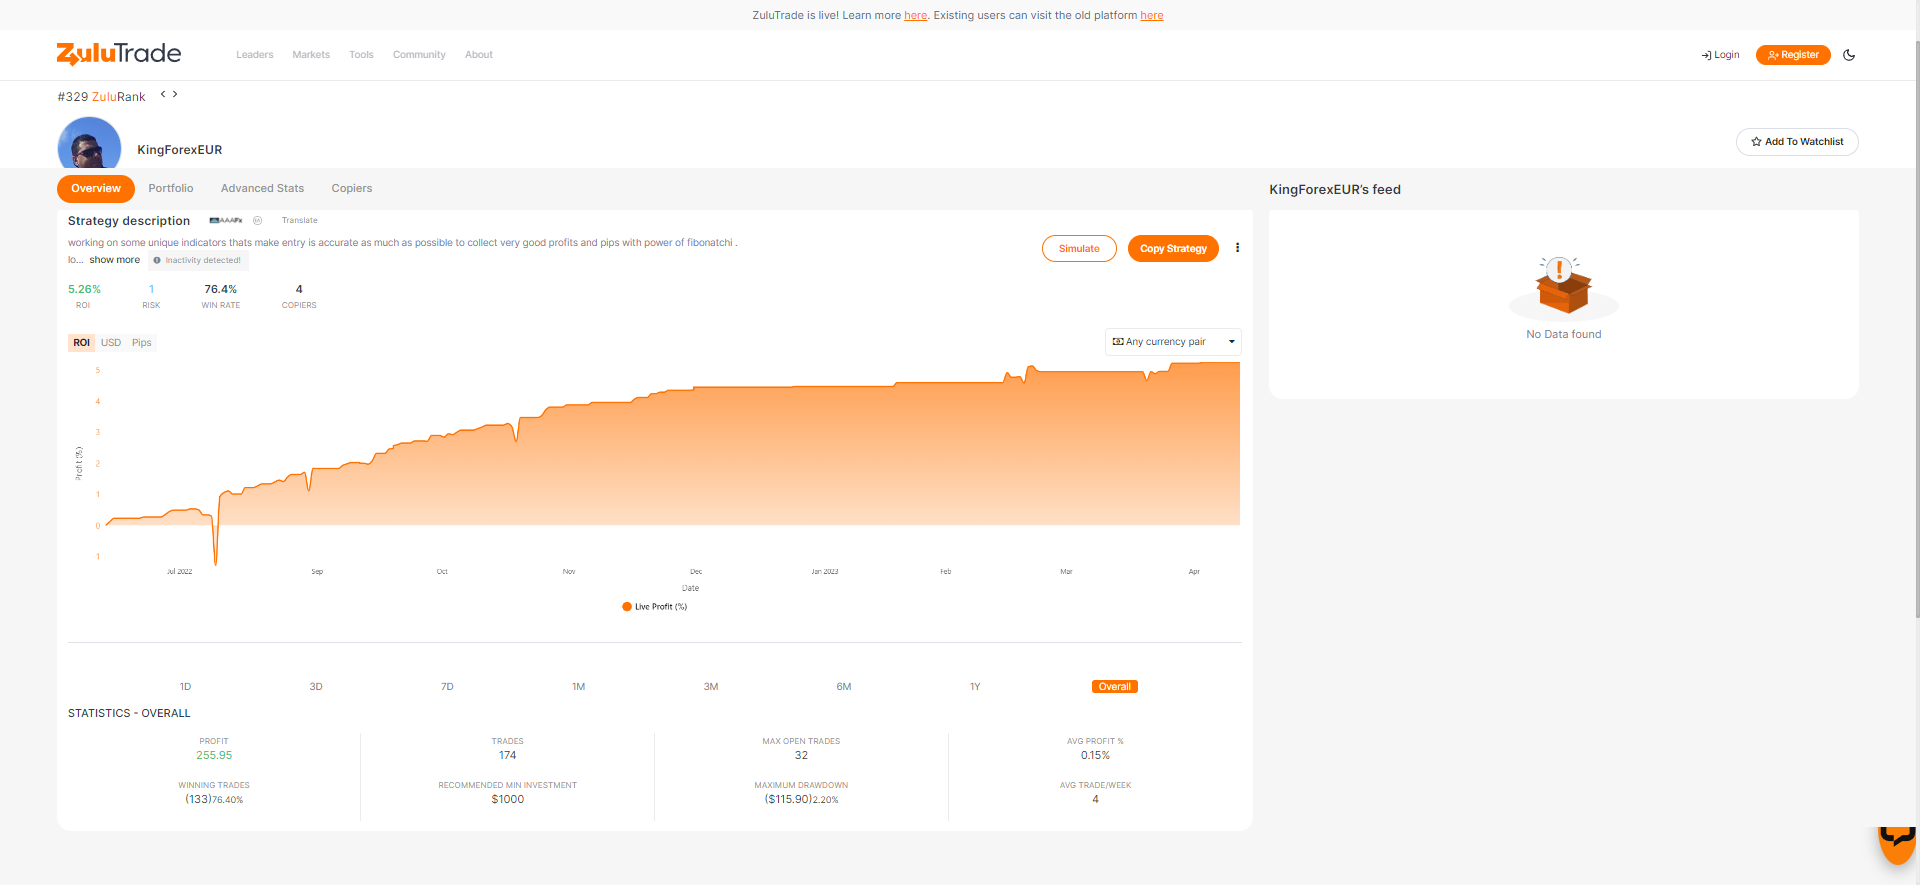 ZuluTrade is live! Learn more here. Existing users can visit the old platform here
ZuluTrade
Leaders Markets Tools Community About
Login Register
#329 ZuluRank < >
KingForexEUR
Add To Watchlist
Overview Portfolio Advanced Stats Copiers
KingForexEUR's feed
Strategy description AAAFx Translate
working on some unique indicators thats make entry is accurate as much as possible to collect very good profits and pips with power of fibonatchi .
lo... show more Inactivity detected!
Simulate Copy Strategy
5.26% 1 76.4% 4
ROI RISK WIN RATE COPIERS
No Data found
ROI USD Pips
Any currency pair
5
4
3
2
1
0
1
Profit (%)
Jul 2022 Sep Oct Nov Dec Jan 2023 Feb Mar Apr
Date
Live Profit (%)
1D 3D 7D 1M 3M 6M 1Y Overall
STATISTICS - OVERALL
PROFIT TRADES MAX OPEN TRADES AVG PROFIT %
255.95 174 32 0.15%
WINNING TRADES RECOMMENDED MIN INVESTMENT MAXIMUM DRAWDOWN AVG TRADE/WEEK
(133)76.40% $1000 ($115.90)2.20% 4